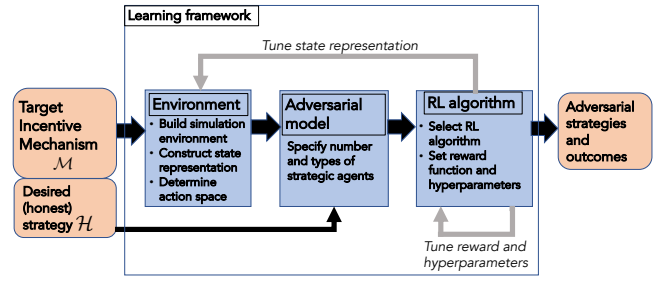 Learning framework
Tune state representation
Target
Incentive
Mechanism
ℳ
Desired
(honest)
strategy ℋ
Environment
• Build simulation
environment
• Construct state
representation
• Determine
action space
Adversarial
model
Specify number
and types of
strategic agents
RL algorithm
• Select RL
algorithm
• Set reward
function and
hyperparameters
Tune reward and
hyperparameters
Adversarial
strategies
and
outcomes